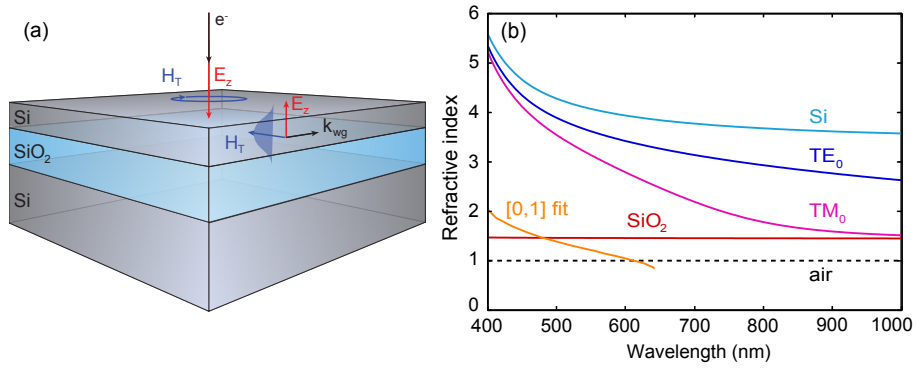 (a)
e-
E_z
H_T
E_z
k_wg
H_T
Si
SiO₂
Si
(b)
Refractive index
6
5
4
3
2
1
0
Si
TE₀
TM₀
[0,1] fit
SiO₂
air
400 500 600 700 800 900 1000
Wavelength (nm)